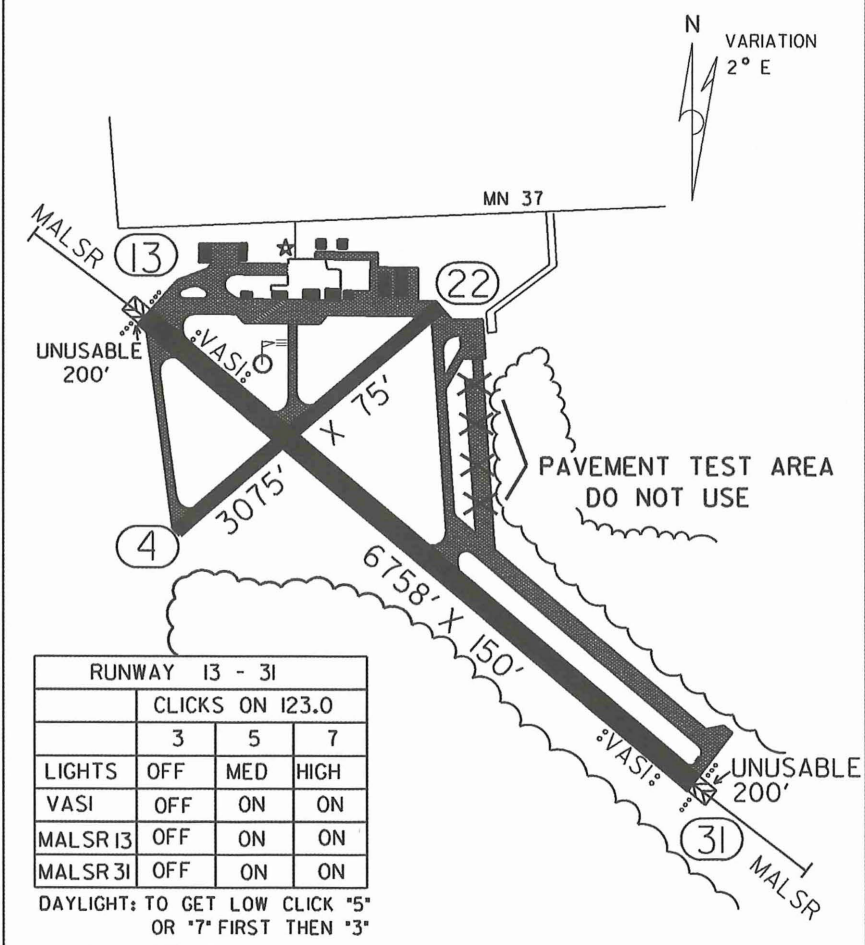 N
VARIATION
2° E
MN 37
MALSR
13
22
UNUSABLE
200'
VASI
3075' X 75'
PAVEMENT TEST AREA
DO NOT USE
4
6758' X 150'
VASI
UNUSABLE
200'
31
MALSR
RUNWAY 13 - 31
CLICKS ON 123.0
3 5 7
LIGHTS OFF MED HIGH
VASI OFF ON ON
MALSR 13 OFF ON ON
MALSR 31 OFF ON ON
DAYLIGHT: TO GET LOW CLICK "5"
OR "7" FIRST THEN "3"